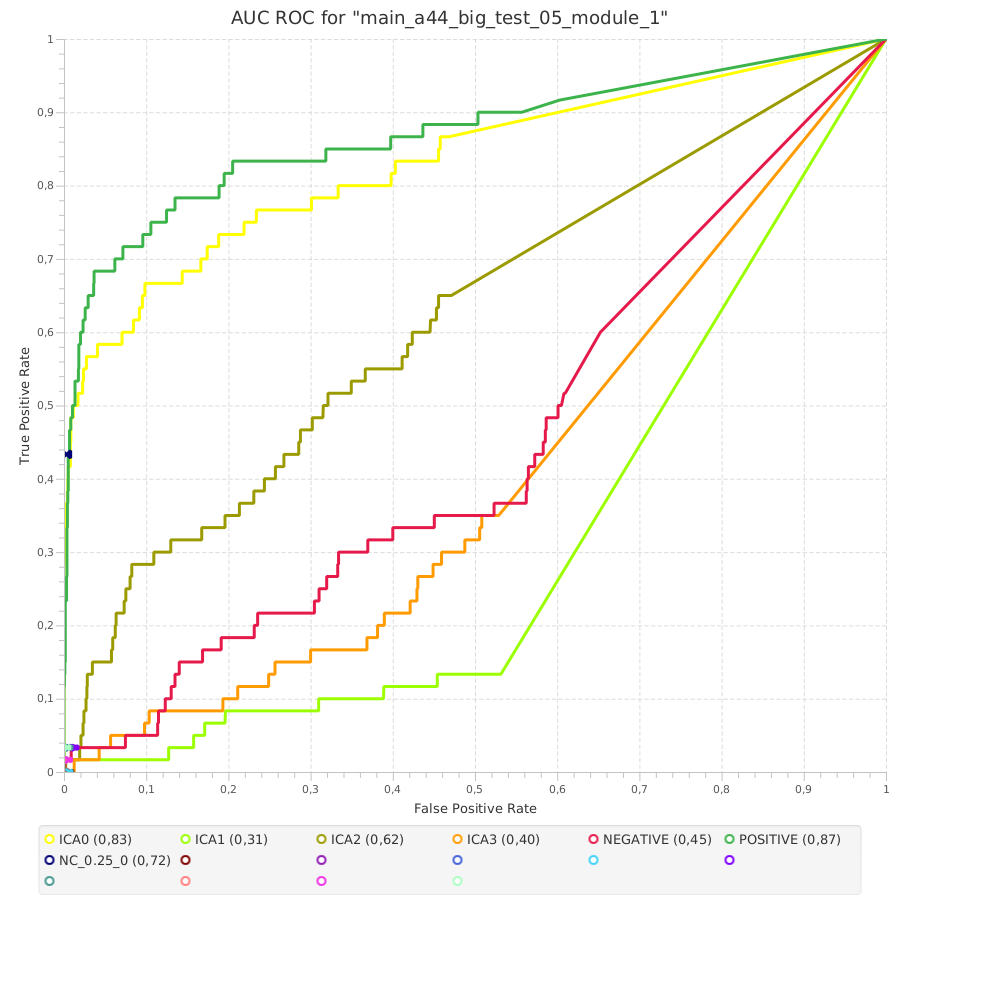 AUC ROC for "main_a44_big_test_05_module_1"
1
0,9
0,8
0,7
0,6
0,5
0,4
0,3
0,2
0,1
0
True Positive Rate
0 0,1 0,2 0,3 0,4 0,5 0,6 0,7 0,8 0,9 1
False Positive Rate
ICA0 (0,83) ICA1 (0,31) ICA2 (0,62) ICA3 (0,40) NEGATIVE (0,45) POSITIVE (0,87)
NC_0.25_0 (0,72)